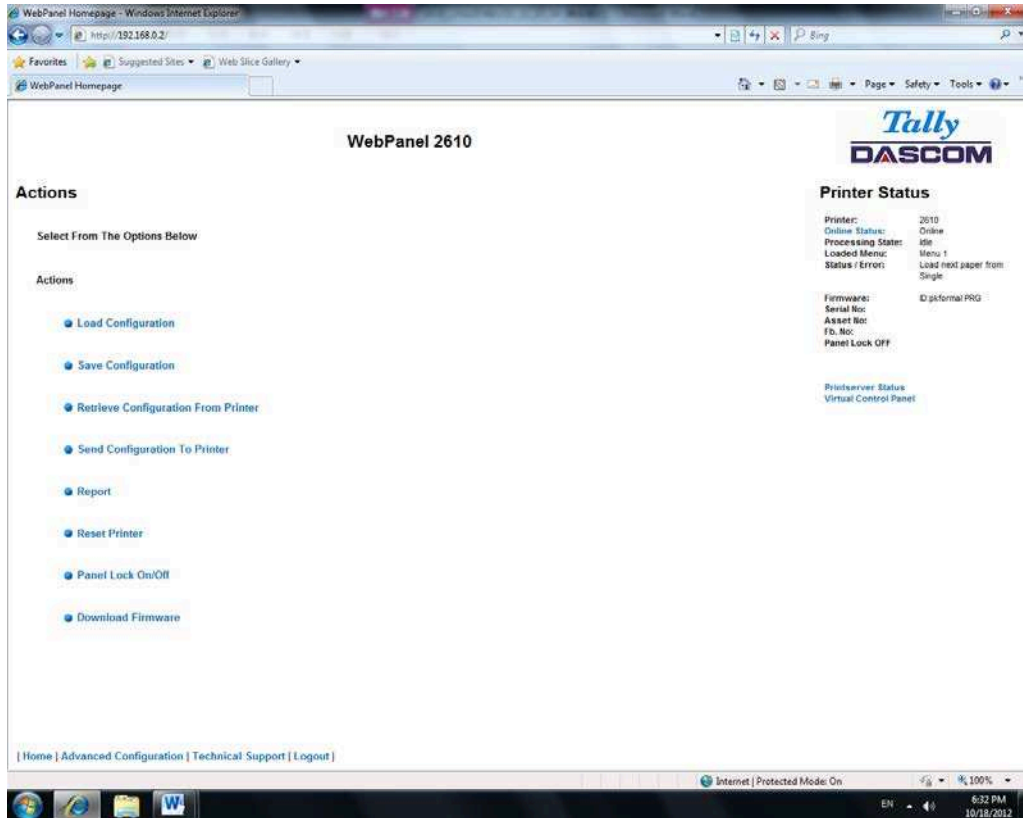 WebPanel Homepage - Windows Internet Explorer
http://192.168.0.2/
Bing
Favorites Suggested Sites Web Slice Gallery
WebPanel Homepage
Page Safety Tools
WebPanel 2610
Tally
DASCOM
Actions
Select From The Options Below
Actions
Load Configuration
Save Configuration
Retrieve Configuration From Printer
Send Configuration To Printer
Report
Reset Printer
Panel Lock On/Off
Download Firmware
Printer Status
Printer: 2610
Online Status: Online
Processing State: Idle
Loaded Menu: Menu 1
Status / Error: Load next paper from
Single
Firmware: ID:pkformal PRG
Serial No:
Asset No:
Fb. No:
Panel Lock OFF
Printserver Status
Virtual Control Panel
| Home | Advanced Configuration | Technical Support | Logout |
Internet | Protected Mode: On 100%
W
EN 6:32 PM
10/18/2012